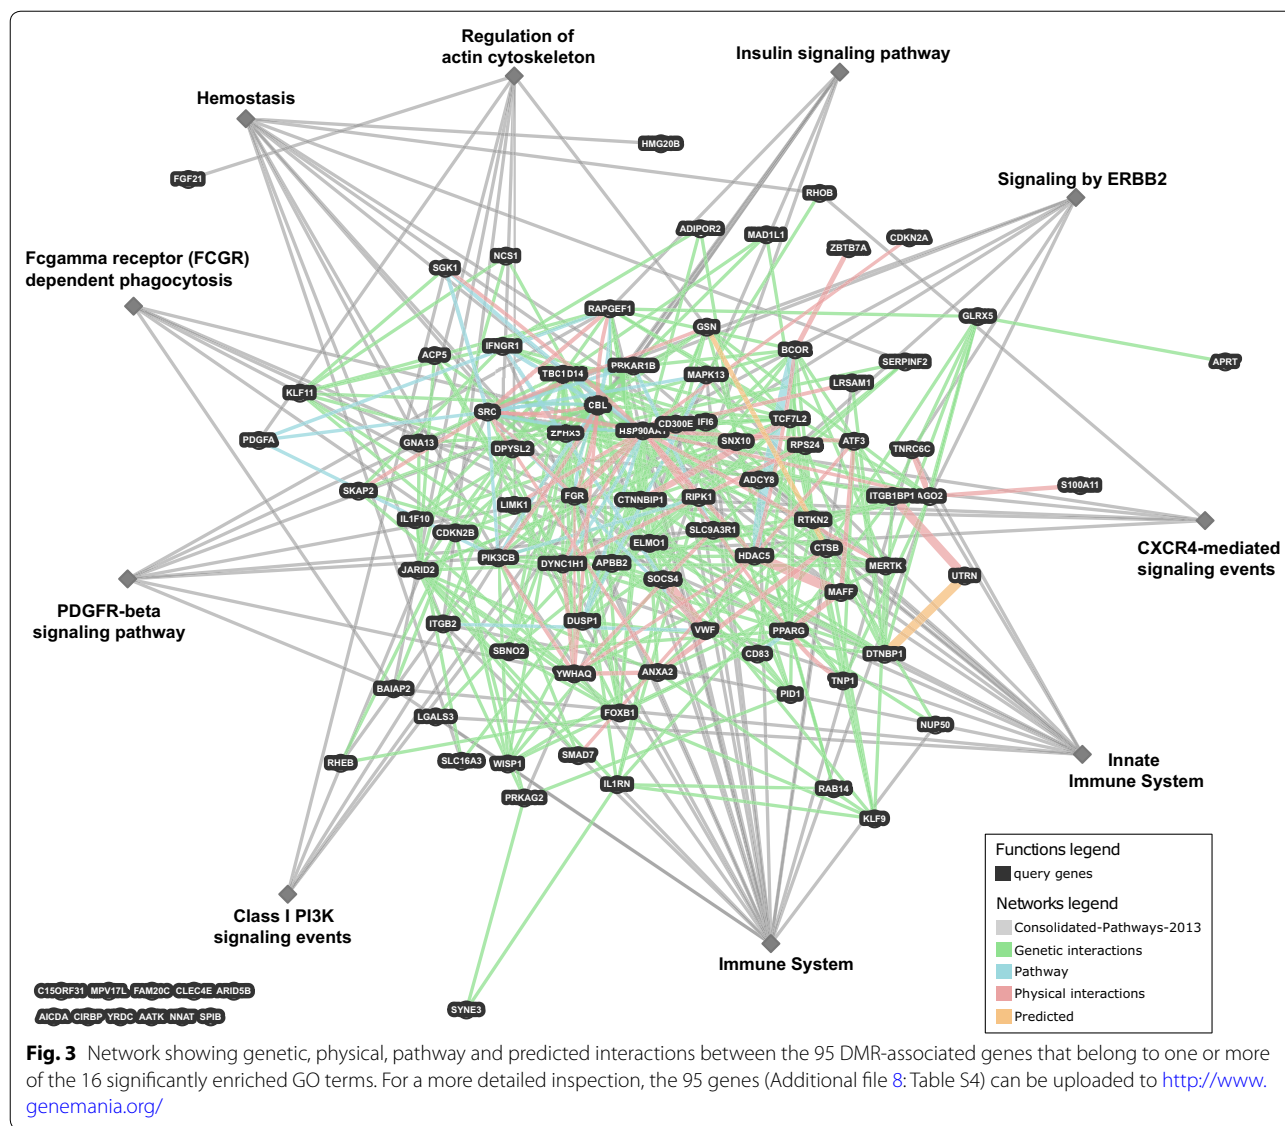 Regulation of
actin cytoskeleton
Insulin signaling pathway
Hemostasis
HMG20B
FGF21
Signaling by ERBB2
RHOB
ADIPOR2
MAD1L1
ZBTB7A
CDKN2A
Fcgamma receptor (FCGR)
dependent phagocytosis
NCS1
SGK1
RAPGEF1
GSN
GLRX5
IFNGR1
ACP5
BCOR
SERPINF2
APRT
TBC1D14
PRKAR1B
MAPK13
LRSAM1
KLF11
SRC
CBL
CD300E
IFI6
TCF7L2
PDGFA
GNA13
ZFHX3
HSP90AA1
SNX10
RPS24
ATF3
TNRC6C
DPYSL2
SKAP2
FGR
CTNNBIP1
RIPK1
ADCY8
ITGB1BP1
AGO2
S100A11
LIMK1
IL1F10
CDKN2B
SLC9A3R1
RTKN2
CXCR4-mediated
signaling events
PIK3CB
ELMO1
CTSB
JARID2
DYNC1H1
APBB2
HDAC5
MERTK
UTRN
SOCS4
MAFF
PDGFR-beta
signaling pathway
ITGB2
DUSP1
VWF
PPARG
SBNO2
CD83
DTNBP1
YWHAQ
ANXA2
TNP1
BAIAP2
PID1
LGALS3
FOXB1
NUP50
RHEB
SLC16A3
WISP1
SMAD7
Innate
Immune System
PRKAG2
IL1RN
RAB14
KLF9
Class I PI3K
signaling events
Immune System
Functions legend
query genes
Networks legend
Consolidated-Pathways-2013
Genetic interactions
Pathway
Physical interactions
Predicted
C15ORF31 MPV17L FAM20C CLEC4E ARID5B
AICDA CIRBP YRDC AATK NNAT SPIB
SYNE3
Fig. 3 Network showing genetic, physical, pathway and predicted interactions between the 95 DMR-associated genes that belong to one or more
of the 16 significantly enriched GO terms. For a more detailed inspection, the 95 genes (Additional file 8: Table S4) can be uploaded to http://www.
genemania.org/